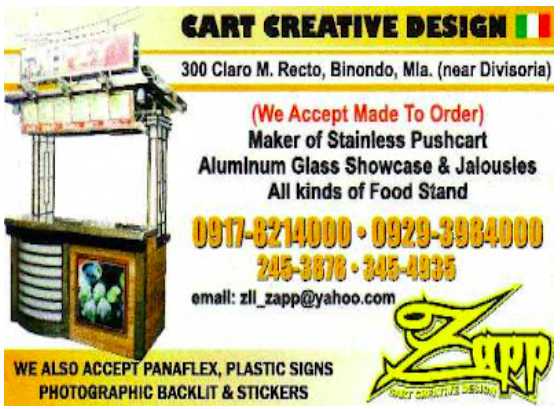 CART CREATIVE DESIGN
300 Claro M. Recto, Binondo, Mla. (near Divisoria)
(We Accept Made To Order)
Maker of Stainless Pushcart
Aluminum Glass Showcase & Jalousies
All kinds of Food Stand
0917-8214000 • 0929-3984000
245-3878 • 345-4935
email: zli_zapp@yahoo.com
Zapp
CART CREATIVE DESIGN
WE ALSO ACCEPT PANAFLEX, PLASTIC SIGNS
PHOTOGRAPHIC BACKLIT & STICKERS